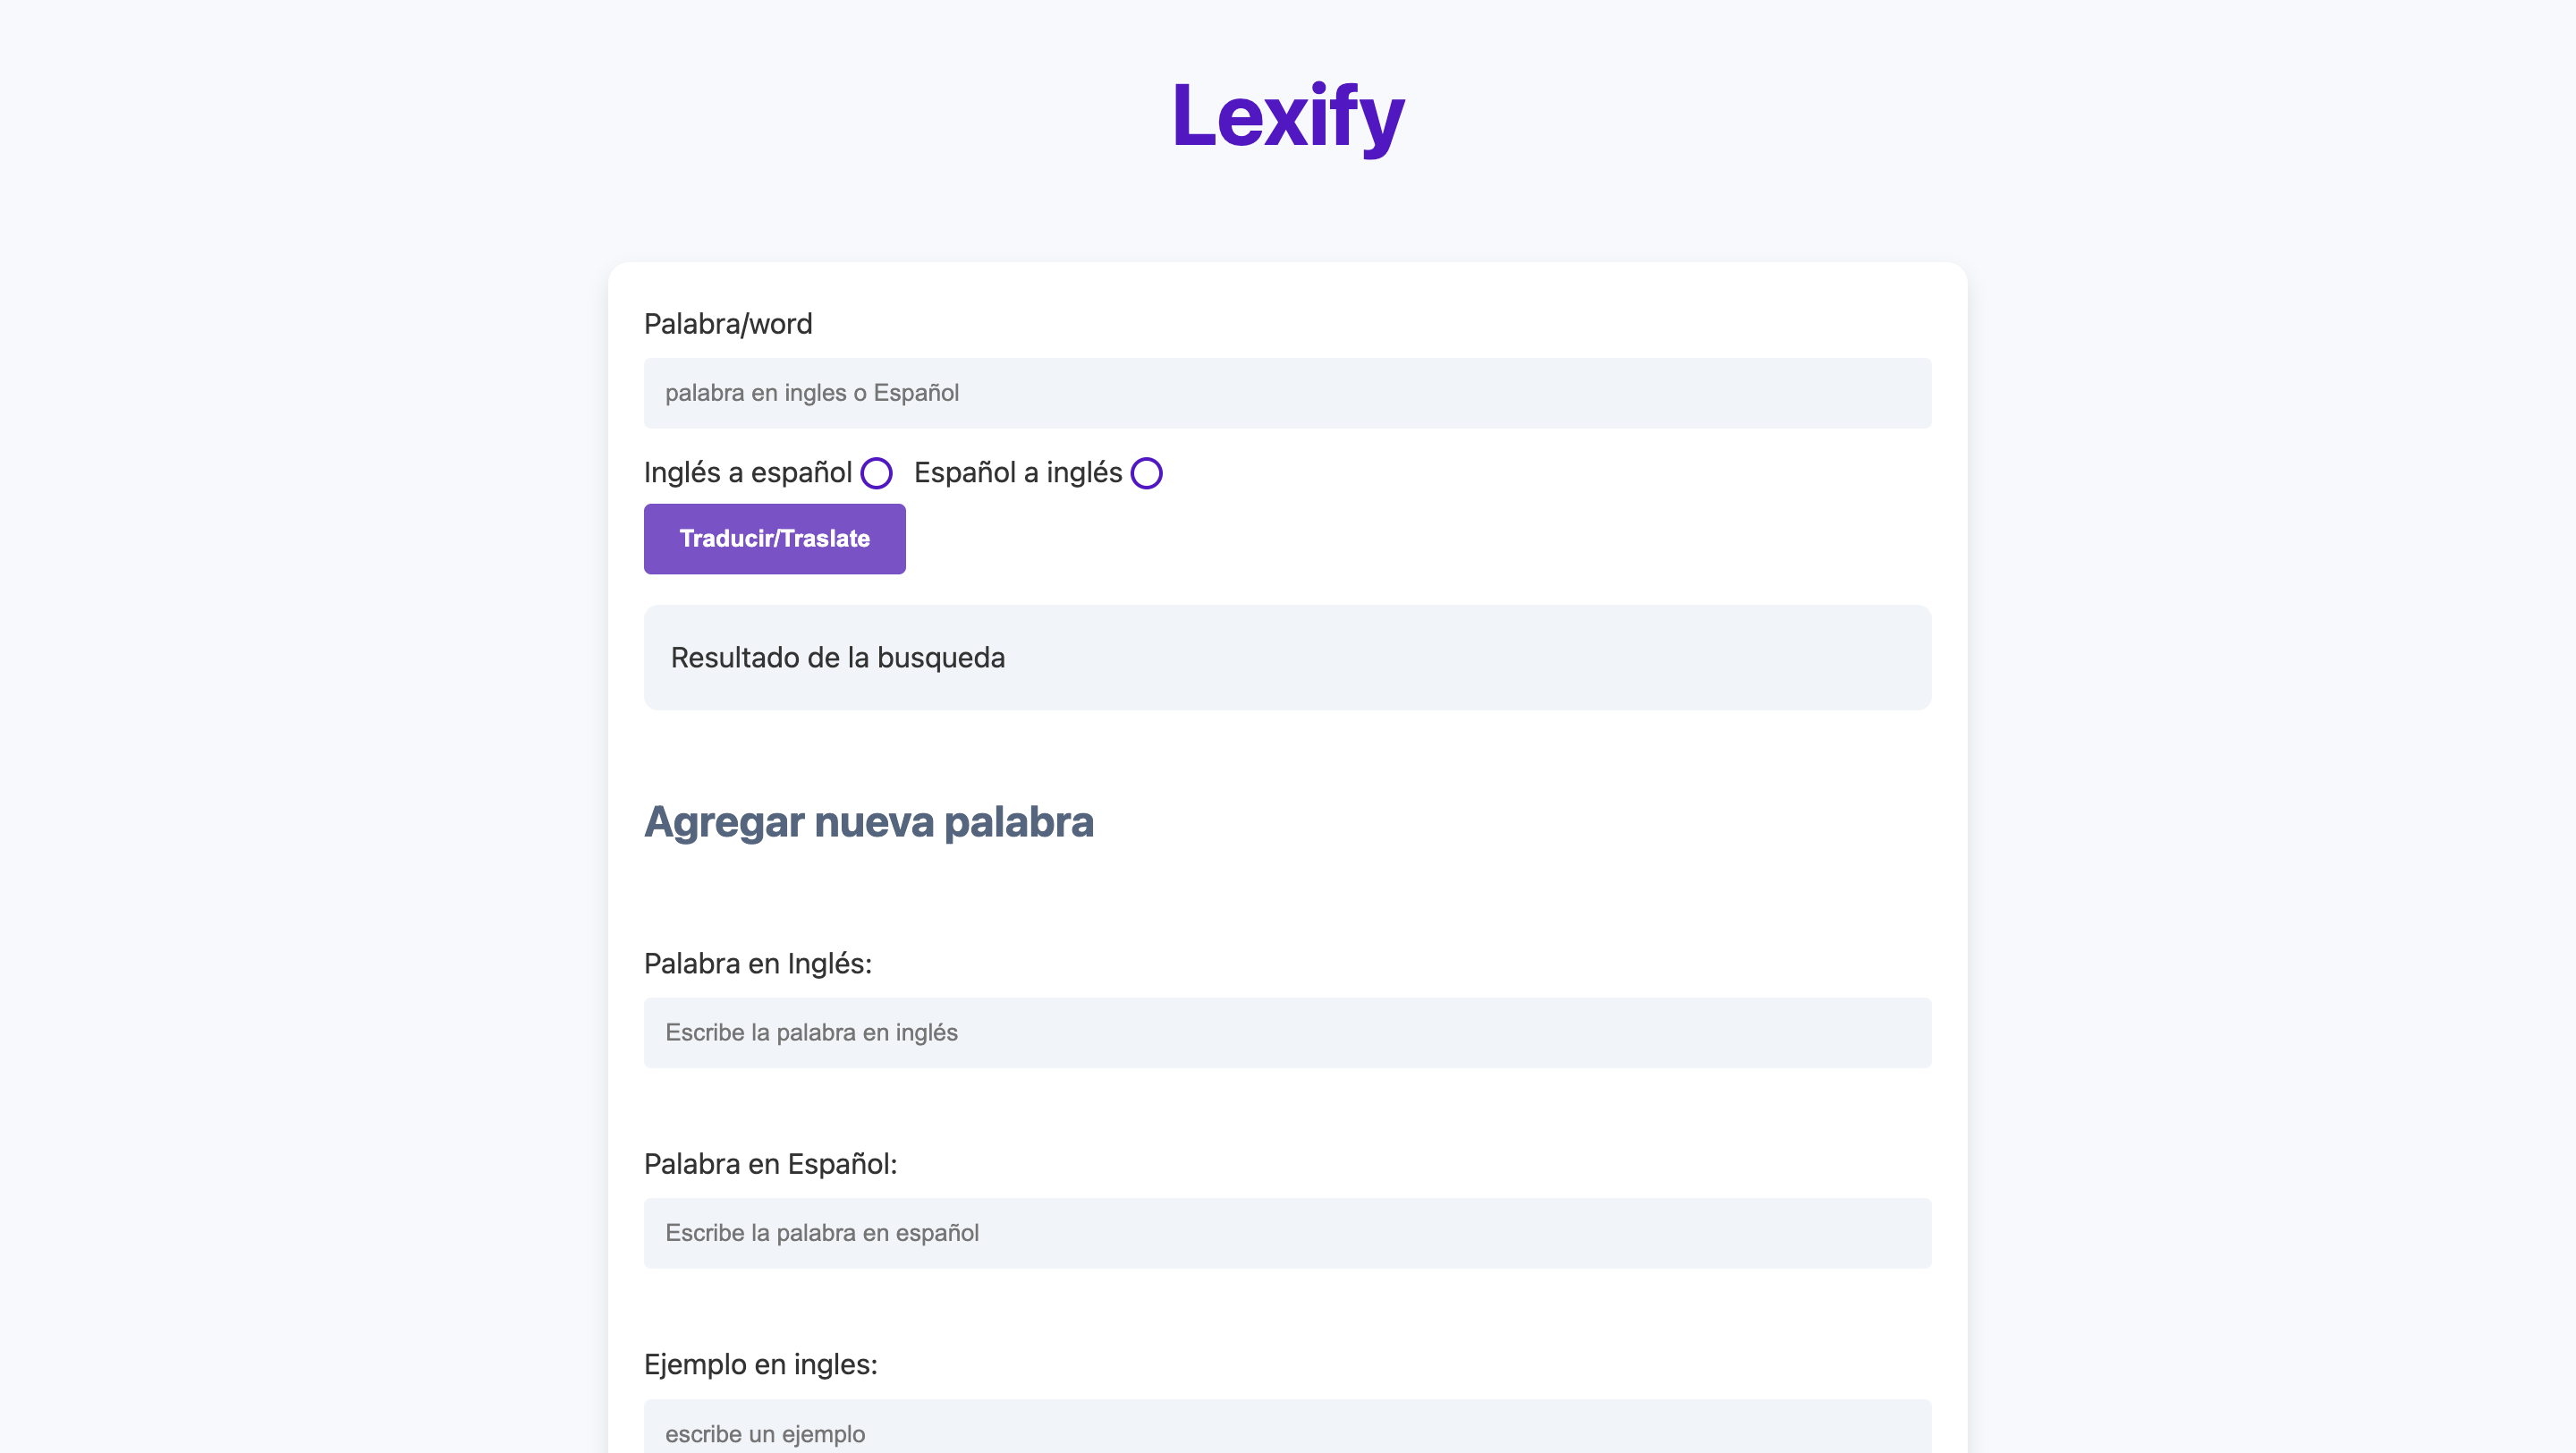 Lexify
Palabra/word
palabra en ingles o Español
Inglés a español Español a inglés
Traducir/Traslate
Resultado de la busqueda
Agregar nueva palabra
Palabra en Inglés:
Escribe la palabra en inglés
Palabra en Español:
Escribe la palabra en español
Ejemplo en ingles:
escribe un ejemplo